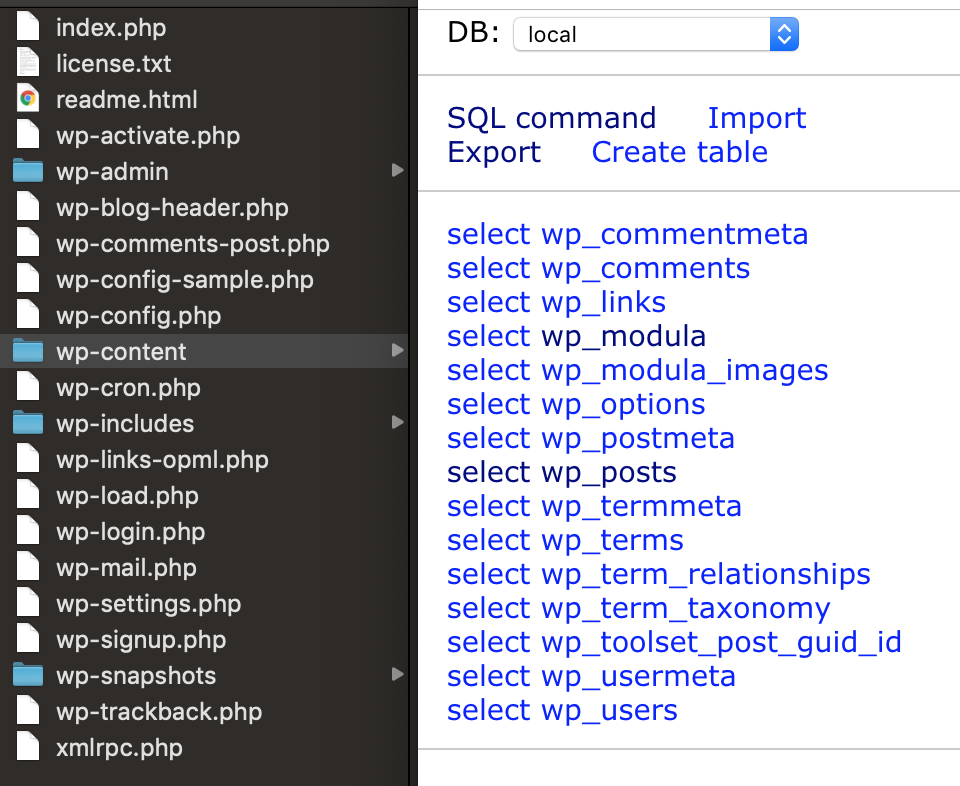 index.php
license.txt
readme.html
wp-activate.php
wp-admin
wp-blog-header.php
wp-comments-post.php
wp-config-sample.php
wp-config.php
wp-content
wp-cron.php
wp-includes
wp-links-opml.php
wp-load.php
wp-login.php
wp-mail.php
wp-settings.php
wp-signup.php
wp-snapshots
wp-trackback.php
xmlrpc.php
DB: local
SQL command Import
Export Create table
select wp_commentmeta
select wp_comments
select wp_links
select wp_modula
select wp_modula_images
select wp_options
select wp_postmeta
select wp_posts
select wp_termmeta
select wp_terms
select wp_term_relationships
select wp_term_taxonomy
select wp_toolset_post_guid_id
select wp_usermeta
select wp_users